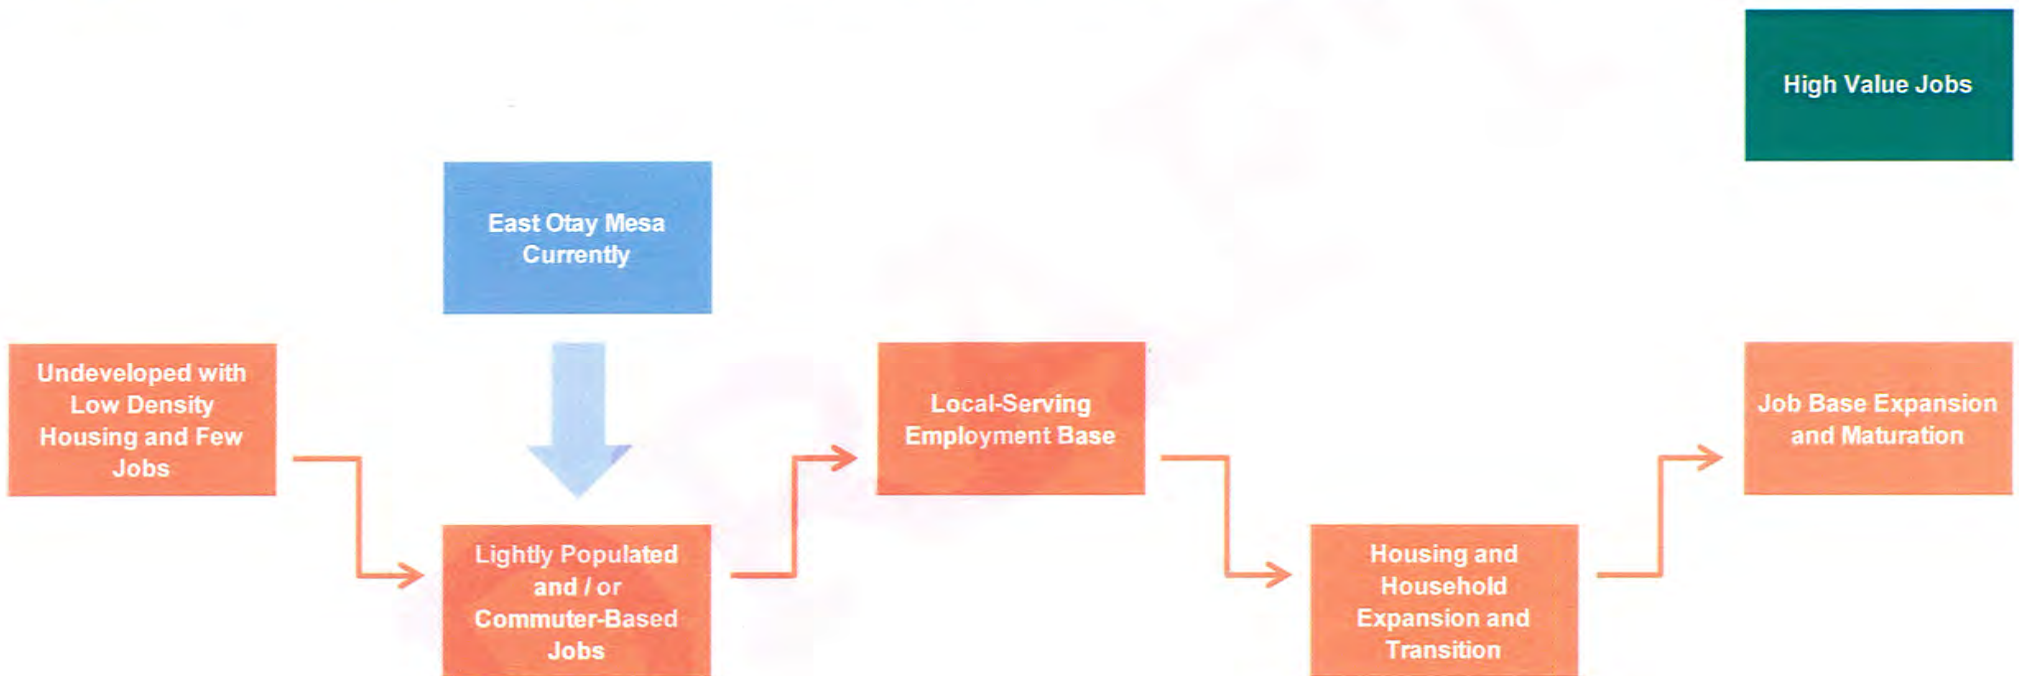 High Value Jobs
East Otay Mesa
Currently
Undeveloped with
Low Density
Housing and Few
Jobs
Lightly Populated
and / or
Commuter-Based
Jobs
Local-Serving
Employment Base
Housing and
Household
Expansion and
Transition
Job Base Expansion
and Maturation